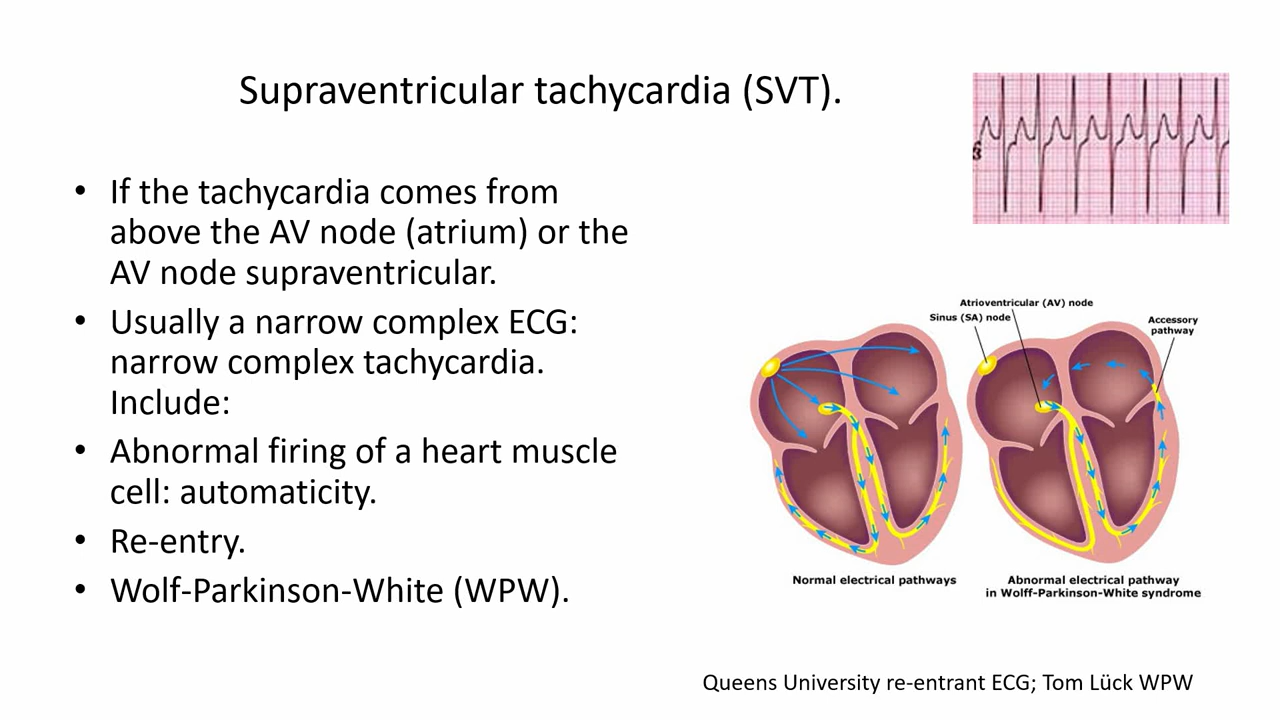 Supraventricular tachycardia (SVT).
• If the tachycardia comes from
above the AV node (atrium) or the
AV node supraventricular.
• Usually a narrow complex ECG:
narrow complex tachycardia.
Include:
• Abnormal firing of a heart muscle
cell: automaticity.
• Re-entry.
• Wolf-Parkinson-White (WPW).
Atrioventricular (AV) node
Sinus (SA) node
Accessory
pathway
Normal electrical pathways
Abnormal electrical pathway
in Wolff-Parkinson-White syndrome
Queens University re-entrant ECG; Tom Lück WPW